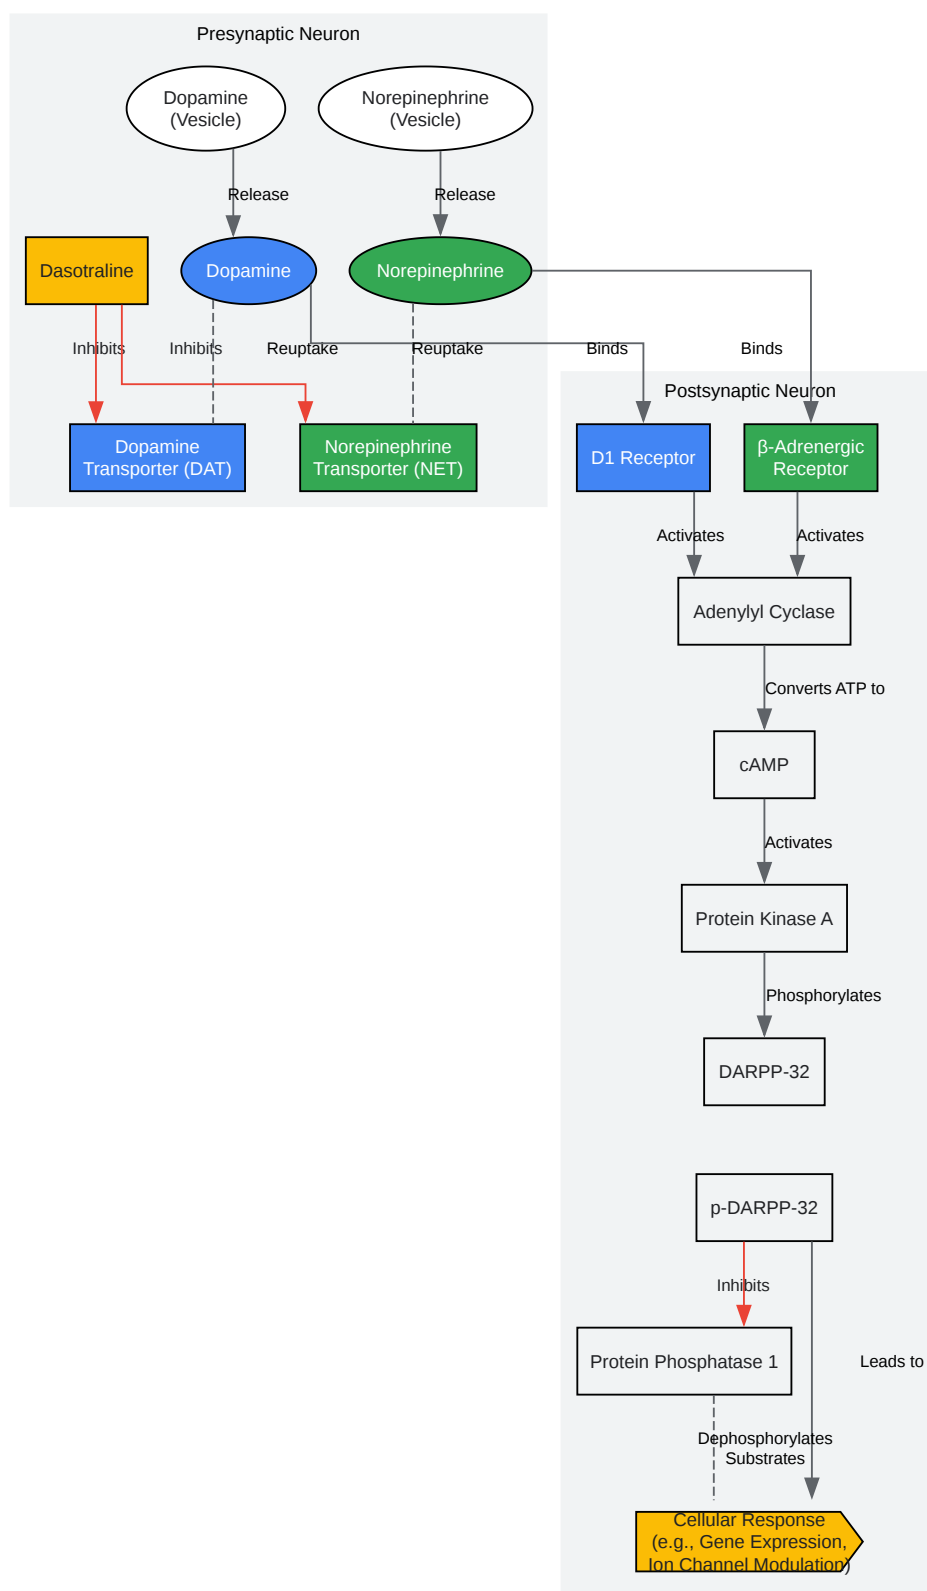 Presynaptic Neuron
Dopamine
(Vesicle)
Norepinephrine
(Vesicle)
Release
Release
Dasotraline
Dopamine
Norepinephrine
Inhibits
Inhibits
Reuptake
Reuptake
Binds
Binds
Postsynaptic Neuron
Dopamine
Transporter (DAT)
Norepinephrine
Transporter (NET)
D1 Receptor
β-Adrenergic
Receptor
Activates
Activates
Adenylyl Cyclase
Converts ATP to
cAMP
Activates
Protein Kinase A
Phosphorylates
DARPP-32
p-DARPP-32
Inhibits
Protein Phosphatase 1
Leads to
Dephosphorylates
Substrates
Cellular Response
(e.g., Gene Expression,
Ion Channel Modulation)